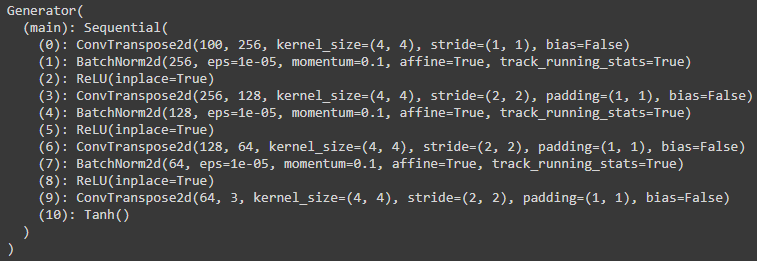 Generator(
  (main): Sequential(
    (0): ConvTranspose2d(100, 256, kernel_size=(4, 4), stride=(1, 1), bias=False)
    (1): BatchNorm2d(256, eps=1e-05, momentum=0.1, affine=True, track_running_stats=True)
    (2): ReLU(inplace=True)
    (3): ConvTranspose2d(256, 128, kernel_size=(4, 4), stride=(2, 2), padding=(1, 1), bias=False)
    (4): BatchNorm2d(128, eps=1e-05, momentum=0.1, affine=True, track_running_stats=True)
    (5): ReLU(inplace=True)
    (6): ConvTranspose2d(128, 64, kernel_size=(4, 4), stride=(2, 2), padding=(1, 1), bias=False)
    (7): BatchNorm2d(64, eps=1e-05, momentum=0.1, affine=True, track_running_stats=True)
    (8): ReLU(inplace=True)
    (9): ConvTranspose2d(64, 3, kernel_size=(4, 4), stride=(2, 2), padding=(1, 1), bias=False)
    (10): Tanh()
  )
)